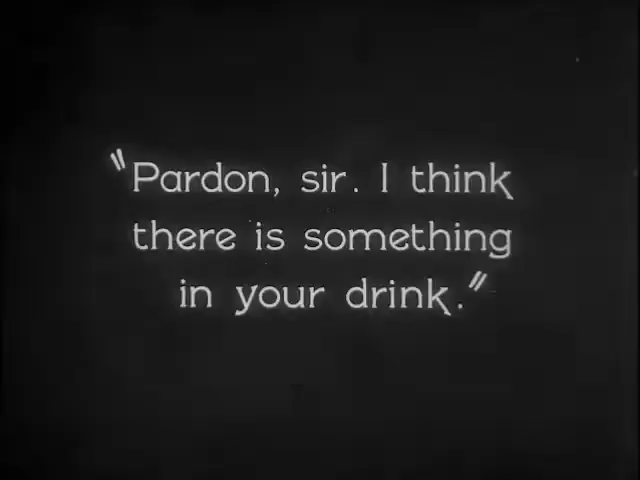 "Pardon, sir. I think
there is something
in your drink."